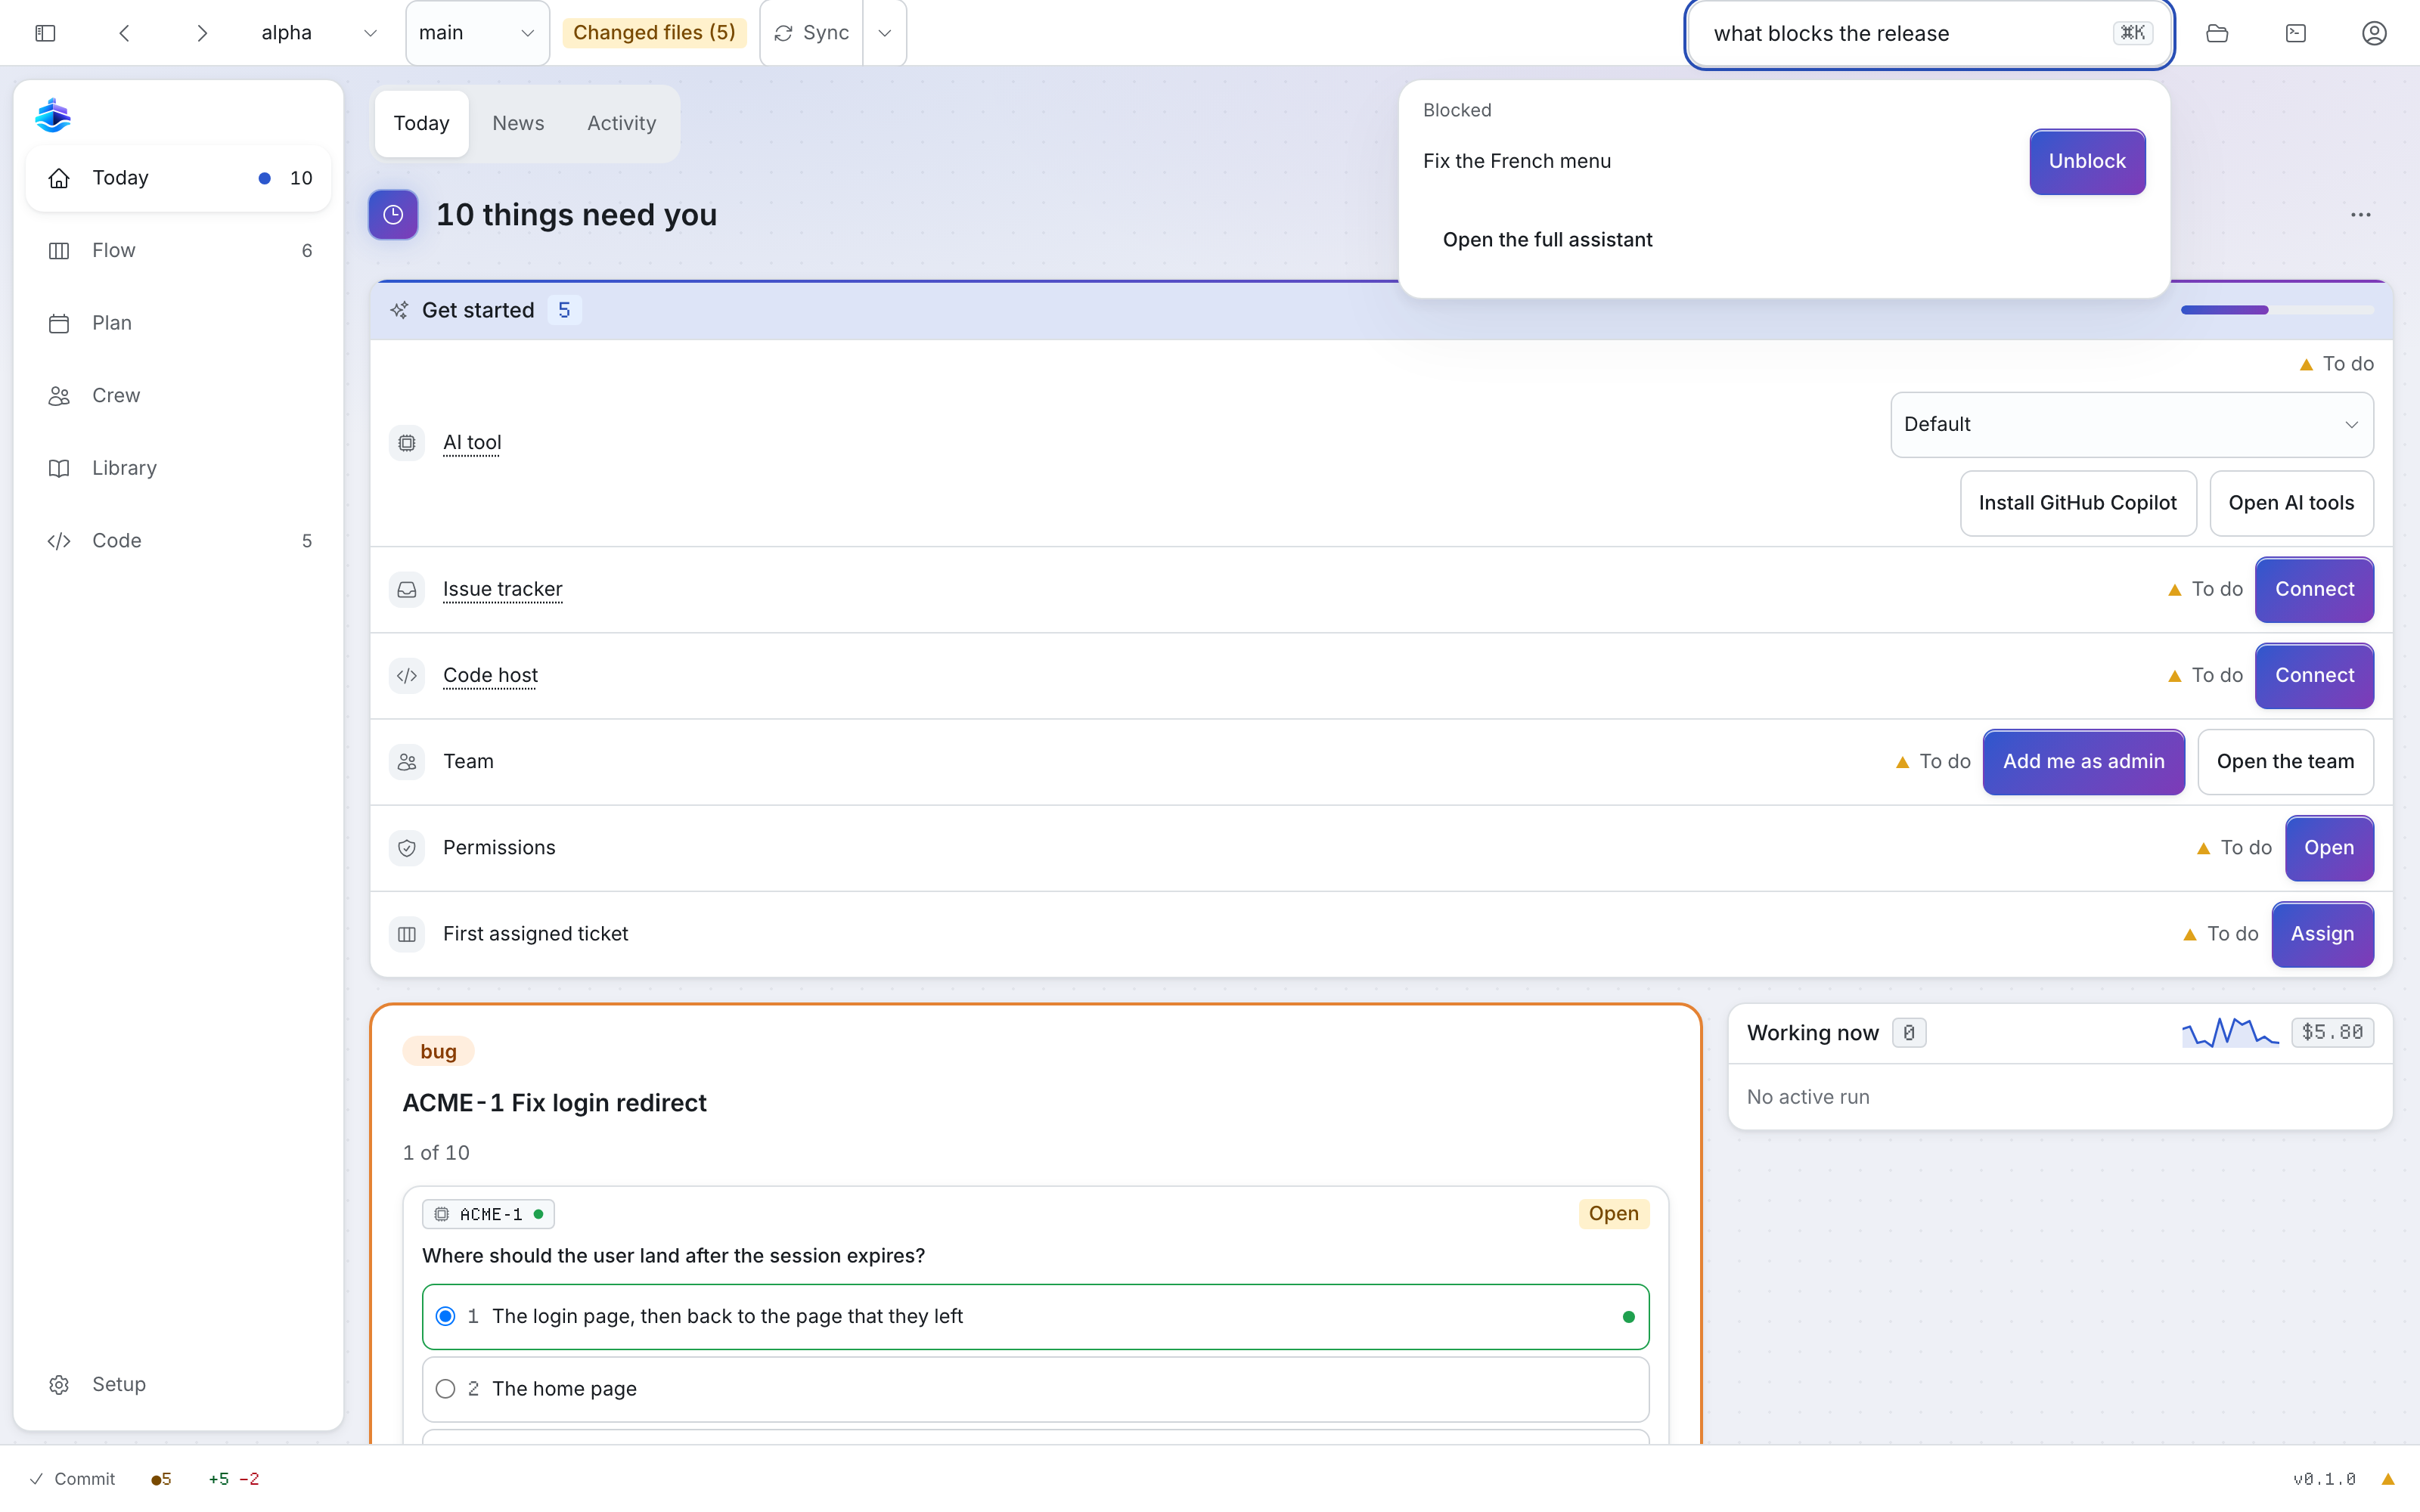 alpha
main
Changed files (5)
Sync
what blocks the release
⌘K
Today
10
Flow
6
Plan
Crew
Library
Code
5
Setup
Today
News
Activity
10 things need you
Blocked
Fix the French menu
Unblock
Open the full assistant
Get started
5
AI tool
To do
Default
Install GitHub Copilot
Open AI tools
Issue tracker
To do
Connect
Code host
To do
Connect
Team
To do
Add me as admin
Open the team
Permissions
To do
Open
First assigned ticket
To do
Assign
bug
ACME-1 Fix login redirect
1 of 10
ACME-1
Open
Where should the user land after the session expires?
1 The login page, then back to the page that they left
2 The home page
Working now
0
$5.80
No active run
Commit
5
+5 -2
v0.1.0